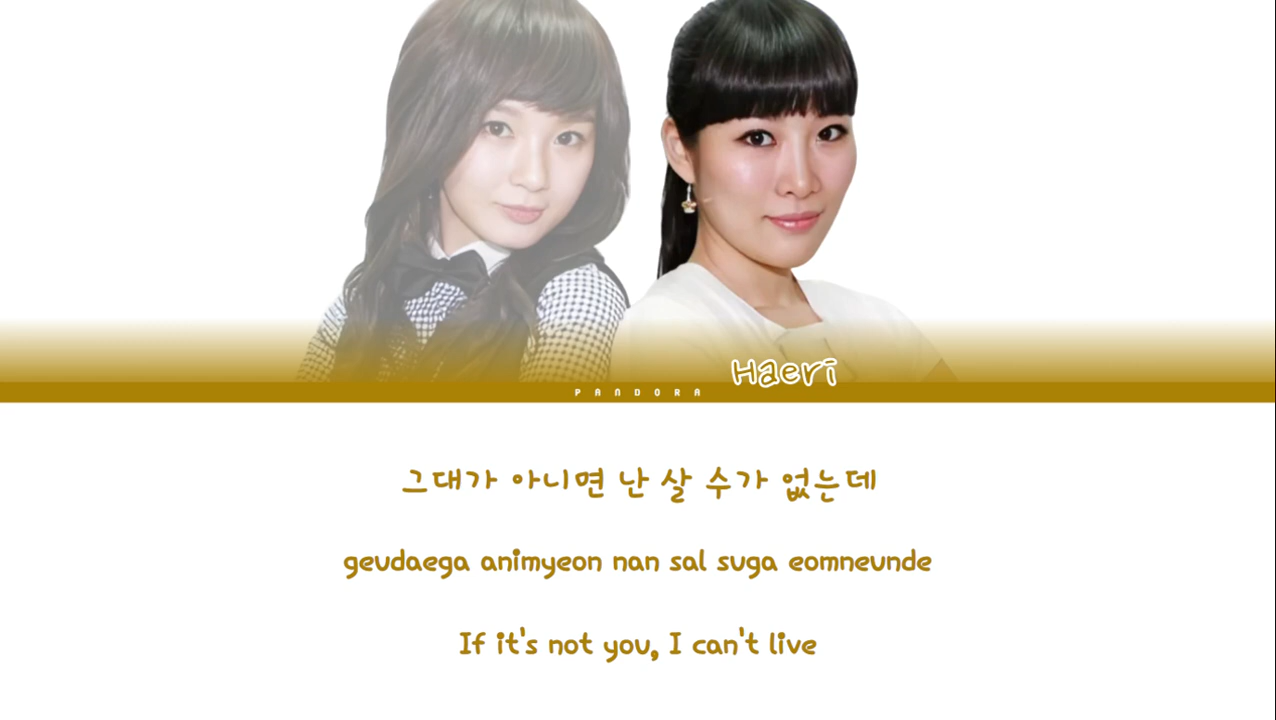 Haeri
PANDORA
그대가 아니면 난 살 수가 없는데
geudaega animyeon nan sal suga eomneunde
If it's not you, I can't live